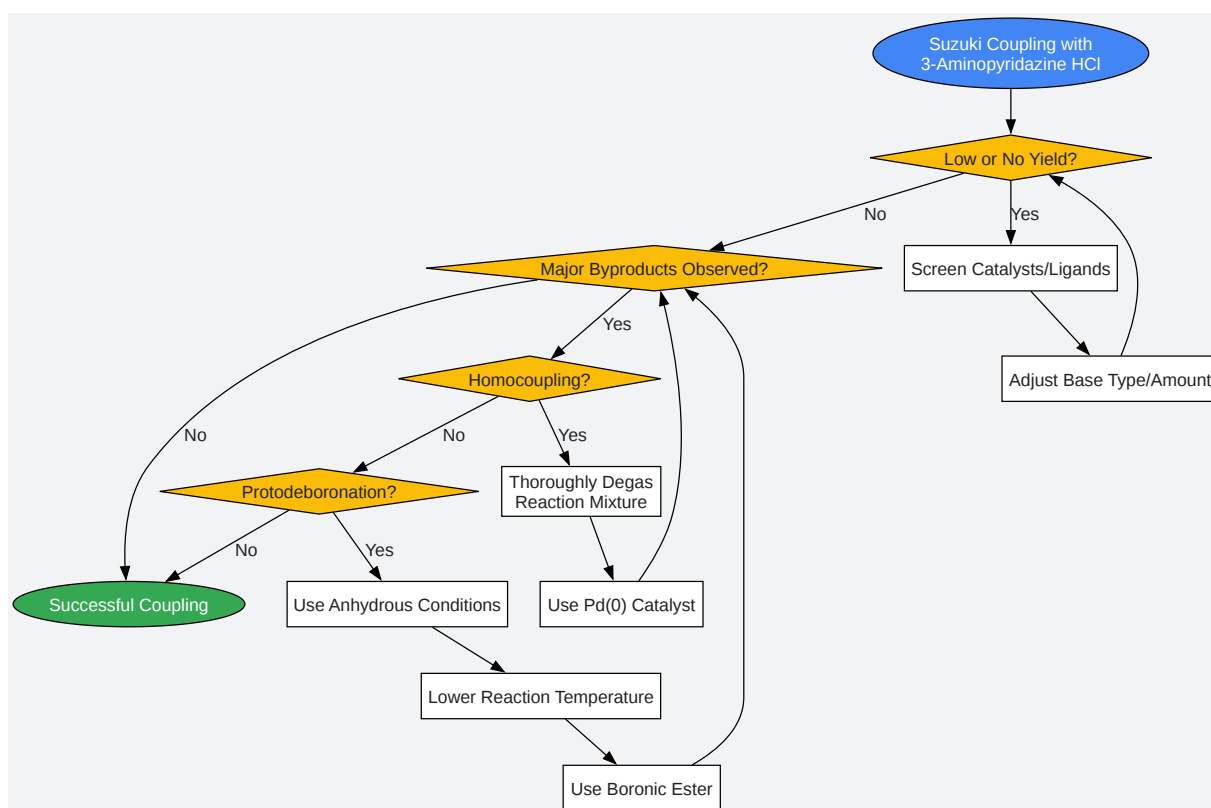 Suzuki Coupling with
3-Aminopyridazine HCl
Low or No Yield?
No
Yes
Major Byproducts Observed?
Screen Catalysts/Ligands
Yes
Homocoupling?
Adjust Base Type/Amount
No
No
Yes
Protodeboronation?
Thoroughly Degas
Reaction Mixture
No
Yes
Successful Coupling
Use Anhydrous Conditions
Use Pd(0) Catalyst
Lower Reaction Temperature
Use Boronic Ester